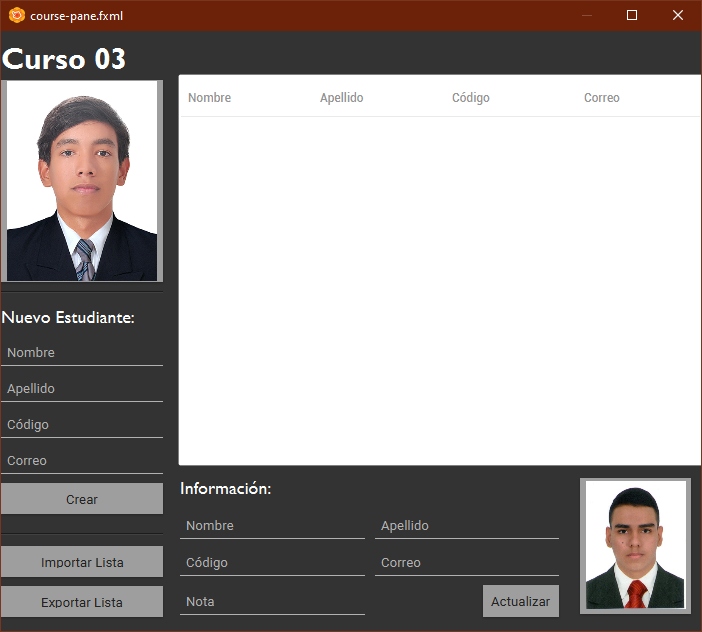 course-pane.fxml
Curso 03
Nombre Apellido Código Correo
Nuevo Estudiante:
Nombre
Apellido
Código
Correo
Crear
Importar Lista
Exportar Lista
Información:
Nombre Apellido
Código Correo
Nota Actualizar